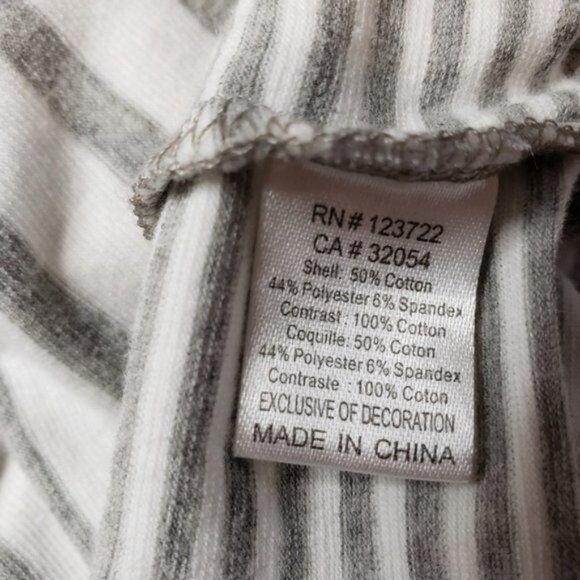 RN# 123722
CA # 32054
Shell: 50% Cotton
44% Polyester 6% Spandex
Contrast : 100% Cotton
Coquille: 50% Coton
44% Polyester 6% Spandex
Contraste : 100% Coton
EXCLUSIVE OF DECORATION
MADE IN CHINA